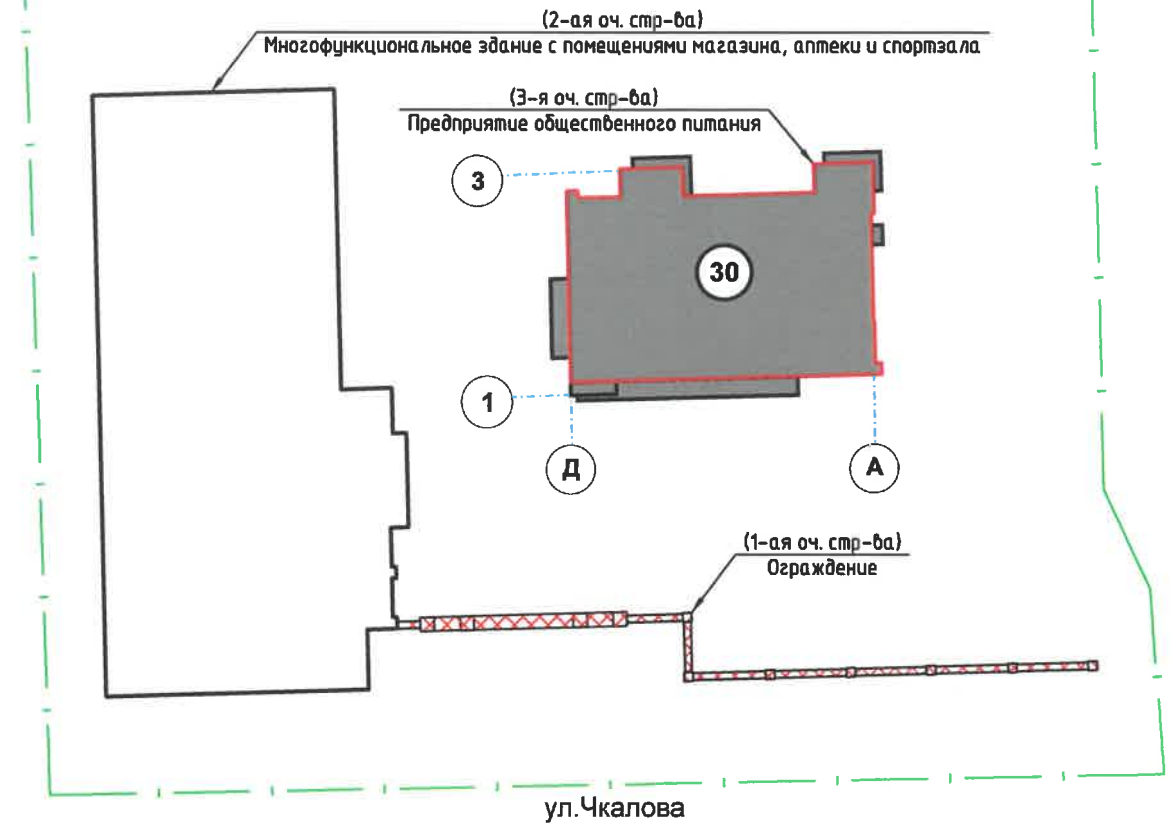 (2-ая оч. стр-ва)
Многофункциональное здание с помещениями магазина, аптеки и спортзала
(3-я оч. стр-ва)
Предприятие общественного питания
3
30
1
Д
А
(1-ая оч. стр-ва)
Ограждение
ул.Чкалова